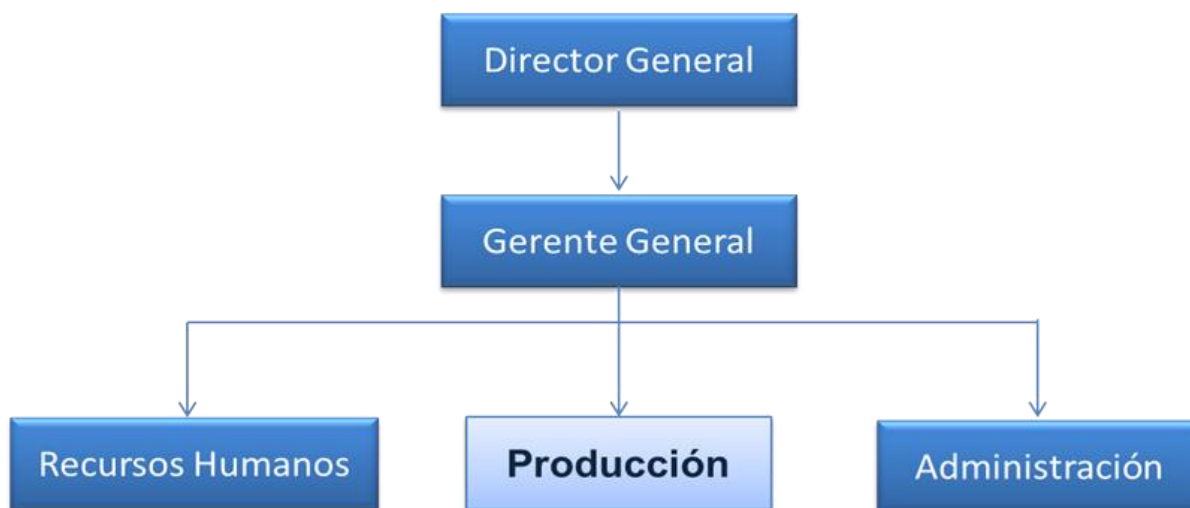 Director General
Gerente General
Recursos Humanos
Producción
Administración